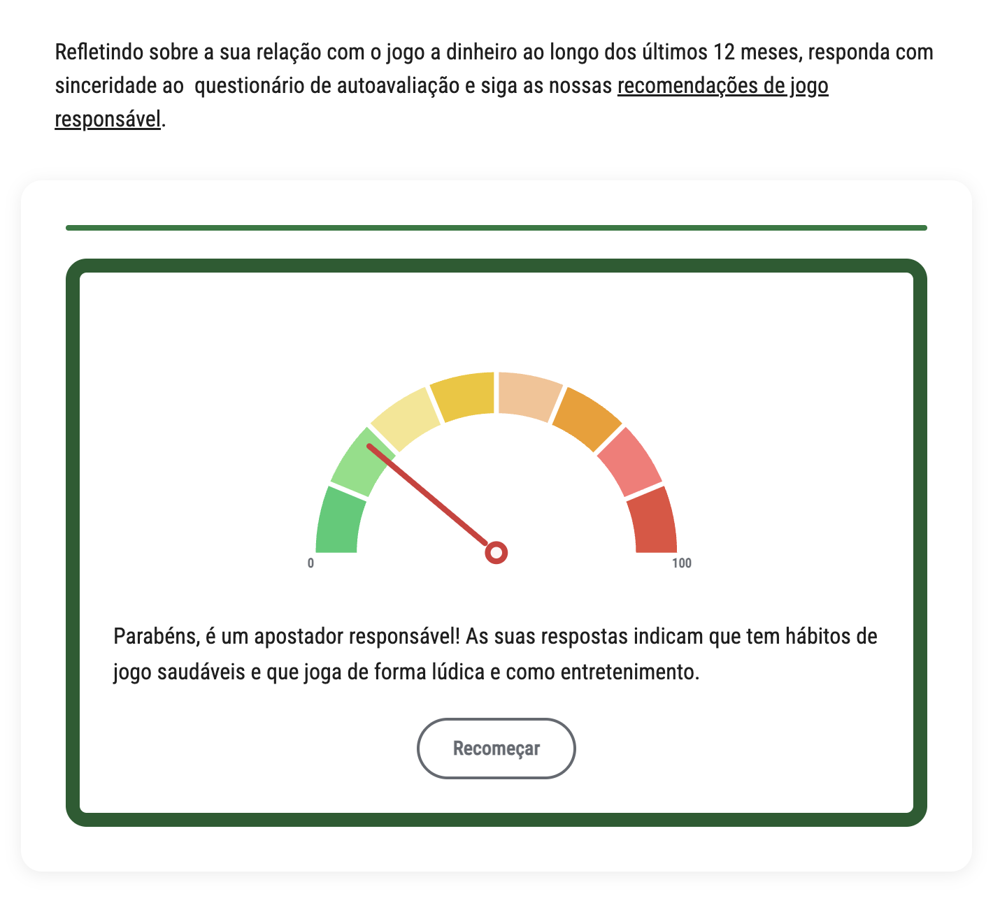 Refletindo sobre a sua relação com o jogo a dinheiro ao longo dos últimos 12 meses, responda com
sinceridade ao  questionário de autoavaliação e siga as nossas recomendações de jogo
responsável.
0
100
Parabéns, é um apostador responsável! As suas respostas indicam que tem hábitos de
jogo saudáveis e que joga de forma lúdica e como entretenimento.
Recomeçar